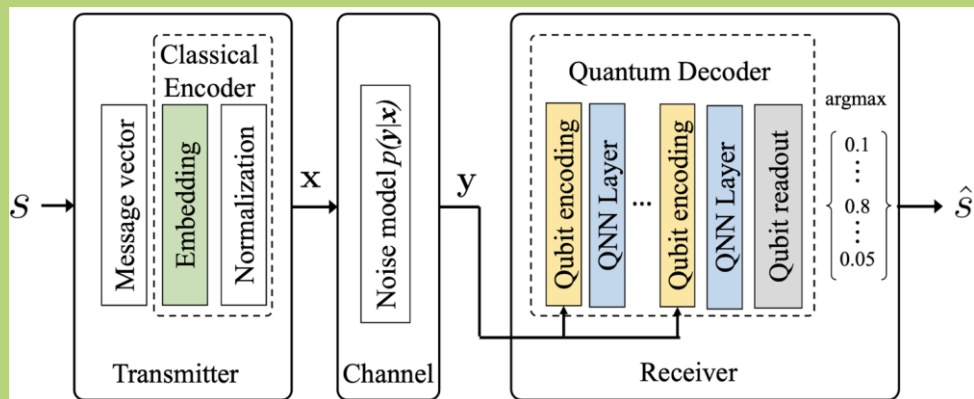 Classical
Encoder
Message vector
Embedding
Normalization
Transmitter
S
x
Noise model p(y|x)
Channel
y
Quantum Decoder
Qubit encoding
QNN Layer
...
Qubit encoding
QNN Layer
Qubit readout
argmax
0.1
⋮
0.8
⋮
0.05
Receiver
ŝ